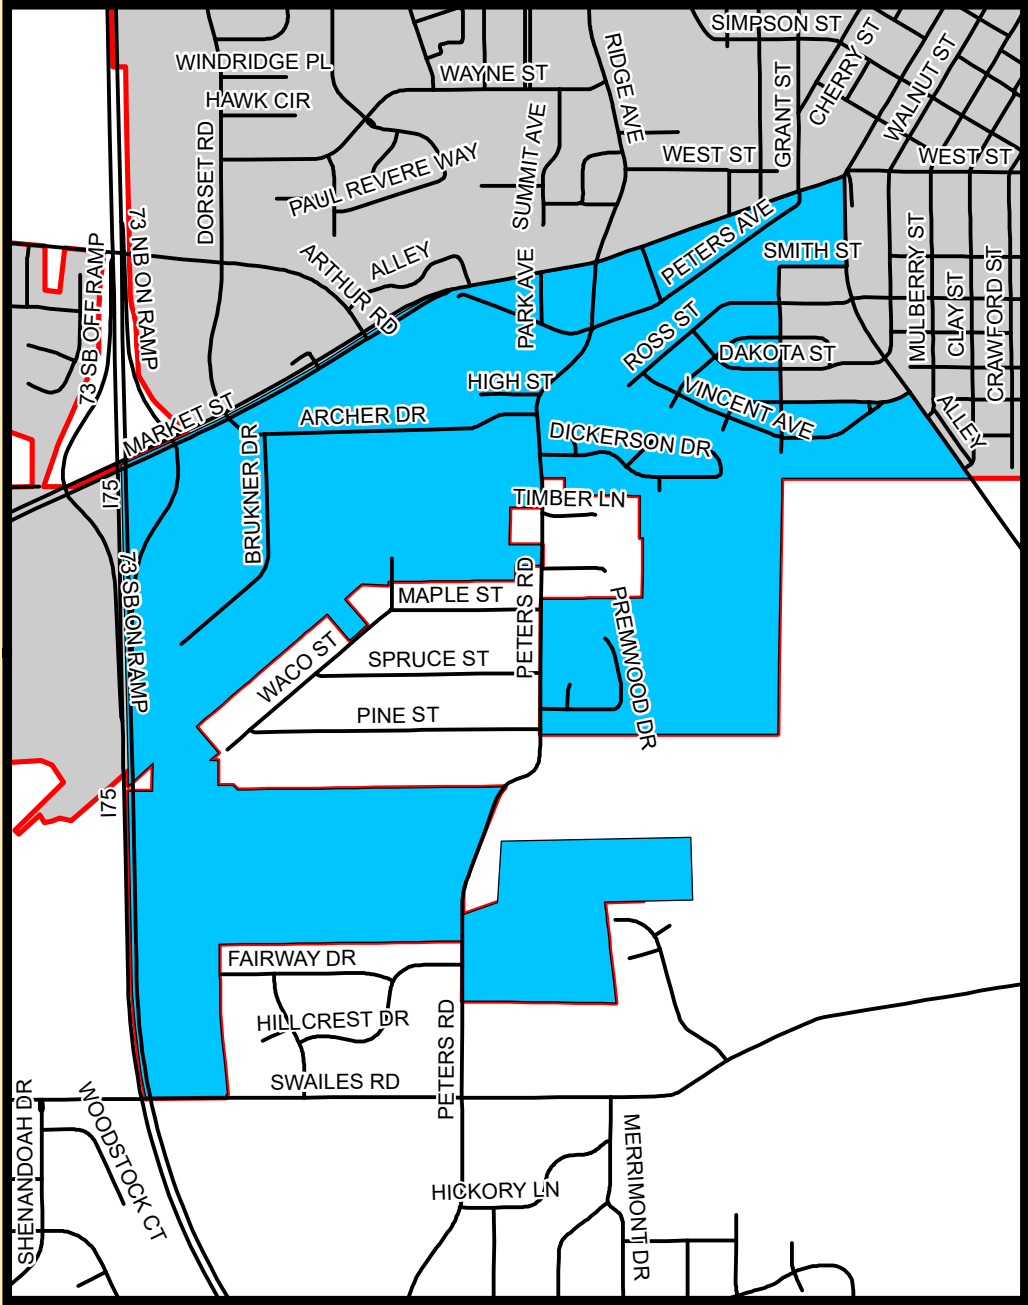 SIMPSON ST
WINDRIDGE PL
WAYNE ST
RIDGE AVE
GRANT ST
CHERRY ST
WALNUT ST
HAWK CIR
DORSET RD
SUMMIT AVE
WEST ST
WEST ST
PAUL REVERE WAY
73 NB ON RAMP
73 SB OFF RAMP
ARTHUR RD
ALLEY
PARK AVE
PETERS AVE
SMITH ST
MULBERRY ST
CLAY ST
CRAWFORD ST
ROSS ST
DAKOTA ST
HIGH ST
VINCENT AVE
MARKET ST
ARCHER DR
BRUKNER DR
DICKERSON DR
ALLEY
I75
TIMBER LN
73 SB ON RAMP
PETERS RD
MAPLE ST
PREMWOOD DR
WACO ST
SPRUCE ST
PINE ST
I75
FAIRWAY DR
HILLCREST DR
PETERS RD
SWAILES RD
SHENANDOAH DR
WOODSTOCK CT
MERRIMONT DR
HICKORY LN